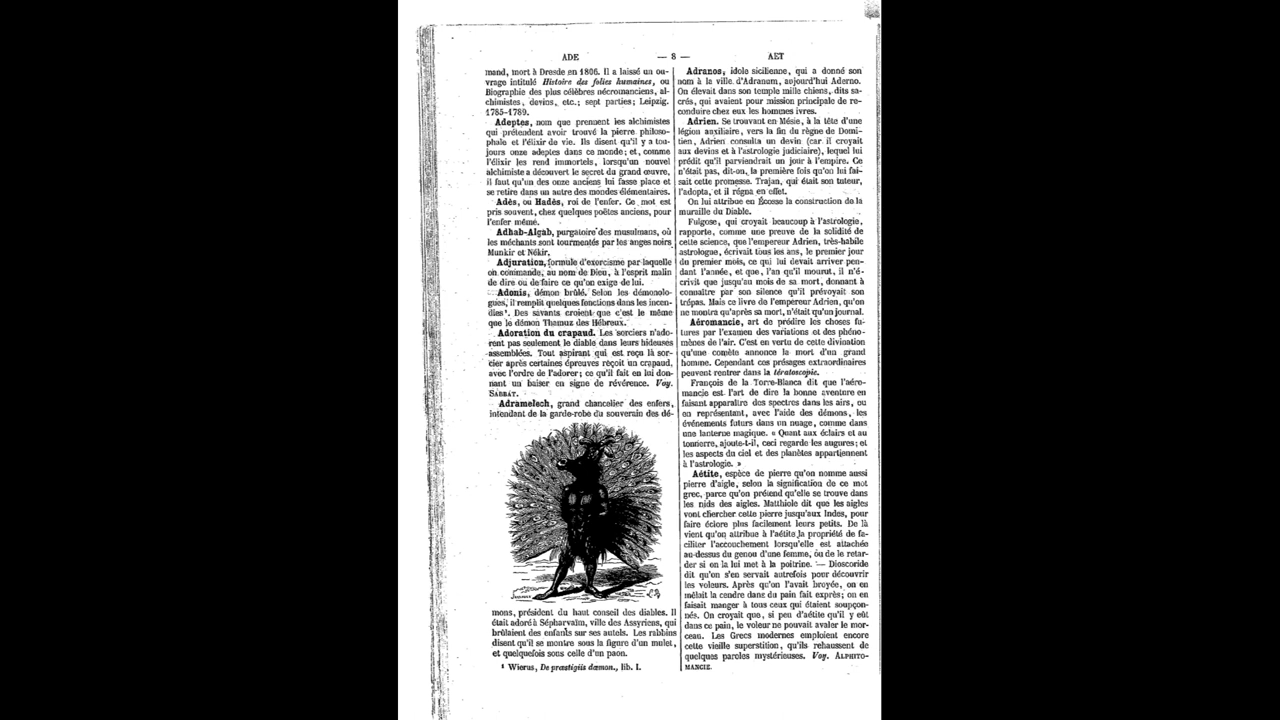 ADE
— 8 —
AET
mand, mort à Dresde en 1806. Il a laissé un ou-
vrage intitulé Histoire des folies humaines, ou
Biographie des plus célèbres nécromanciens, al-
chimistes, devins, etc.; sept parties; Leipzig.
1785-1789.
Adeptes, nom que prennent les alchimistes
qui prétendent avoir trouvé la pierre philoso-
phale et l'élixir de vie. Ils disent qu'il y a tou-
jours onze adeptes dans ce monde; et, comme
l'élixir les rend immortels, lorsqu'un nouvel
alchimiste a découvert le secret du grand œuvre,
il faut qu'un des onze anciens lui fasse place et
se retire dans un autre des mondes élémentaires.
Adès, ou Hadès, roi de l'enfer. Ce mot est
pris souvent, chez quelques poëtes anciens, pour
l'enfer même.
Adhab-Algab, purgatoire des musulmans, où
les méchants sont tourmentés par les anges noirs
Munkir et Nékir.
Adjuration, formule d'exorcisme par laquelle
on commande, au nom de Dieu, à l'esprit malin
de dire ou de faire ce qu'on exige de lui.
Adonis, démon brûlé. Selon les démonolo-
gues, il remplit quelques fonctions dans les incen-
dies¹. Des savants croient que c'est le même
que le démon Thamuz des Hébreux.
Adoration du crapaud. Les sorciers n'ado-
rent pas seulement le diable dans leurs hideuses
assemblées. Tout aspirant qui est reçu là sor-
cier après certaines épreuves reçoit un crapaud,
avec l'ordre de l'adorer; ce qu'il fait en lui don-
nant un baiser en signe de révérence. Voy.
SABBAT.
Adramelech, grand chancelier des enfers,
intendant de la garde-robe du souverain des dé-
mons, président du haut conseil des diables. Il
était adoré à Sépharvaïm, ville des Assyriens, qui
brûlaient des enfants sur ses autels. Les rabbins
disent qu'il se montre sous la figure d'un mulet,
et quelquefois sous celle d'un paon.
¹ Wierus, De præstigiis dæmon., lib. I.
Adranos, idole sicilienne, qui a donné son
nom à la ville d'Adranum, aujourd'hui Aderno.
On élevait dans son temple mille chiens, dits sa-
crés, qui avaient pour mission principale de re-
conduire chez eux les hommes ivres.
Adrien. Se trouvant en Mésie, à la tête d'une
légion auxiliaire, vers la fin du règne de Domi-
tien, Adrien consulta un devin (car il croyait
aux devins et à l'astrologie judiciaire), lequel lui
prédit qu'il parviendrait un jour à l'empire. Ce
n'était pas, dit-on, la première fois qu'on lui fai-
sait cette promesse. Trajan, qui était son tuteur,
l'adopta, et il régna en effet.
On lui attribue en Écosse la construction de la
muraille du Diable.
Fulgose, qui croyait beaucoup à l'astrologie,
rapporte, comme une preuve de la solidité de
cette science, que l'empereur Adrien, très-habile
astrologue, écrivait tous les ans, le premier jour
du premier mois, ce qui lui devait arriver pen-
dant l'année, et que, l'an qu'il mourut, il n'é-
crivit que jusqu'au mois de sa mort, donnant à
connaître par son silence qu'il prévoyait son
trépas. Mais ce livre de l'empereur Adrien, qu'on
ne montra qu'après sa mort, n'était qu'un journal.
Aéromancie, art de prédire les choses fu-
tures par l'examen des variations et des phéno-
mènes de l'air. C'est en vertu de cette divination
qu'une comète annonce la mort d'un grand
homme. Cependant ces présages extraordinaires
peuvent rentrer dans la tératoscopie.
François de la Torre-Blanca dit que l'aéro-
mancie est l'art de dire la bonne aventure en
faisant apparaître des spectres dans les airs, ou
en représentant, avec l'aide des démons, les
événements futurs dans un nuage, comme dans
une lanterne magique. « Quant aux éclairs et au
tonnerre, ajoute-t-il, ceci regarde les augures; et
les aspects du ciel et des planètes appartiennent
à l'astrologie. »
Aétite, espèce de pierre qu'on nomme aussi
pierre d'aigle, selon la signification de ce mot
grec, parce qu'on prétend qu'elle se trouve dans
les nids des aigles. Matthiole dit que les aigles
vont chercher cette pierre jusqu'aux Indes, pour
faire éclore plus facilement leurs petits. De là
vient qu'on attribue à l'aétite la propriété de fa-
ciliter l'accouchement lorsqu'elle est attachée
au-dessus du genou d'une femme, ou de le retar-
der si on la lui met à la poitrine. — Dioscoride
dit qu'on s'en servait autrefois pour découvrir
les voleurs. Après qu'on l'avait broyée, on en
mêlait la cendre dans du pain fait exprès; on en
faisait manger à tous ceux qui étaient soupçon-
nés. On croyait que, si peu d'aétite qu'il y eût
dans ce pain, le voleur ne pouvait avaler le mor-
ceau. Les Grecs modernes emploient encore
cette vieille superstition, qu'ils rehaussent de
quelques paroles mystérieuses. Voy. ALPHITO-
MANCIE.